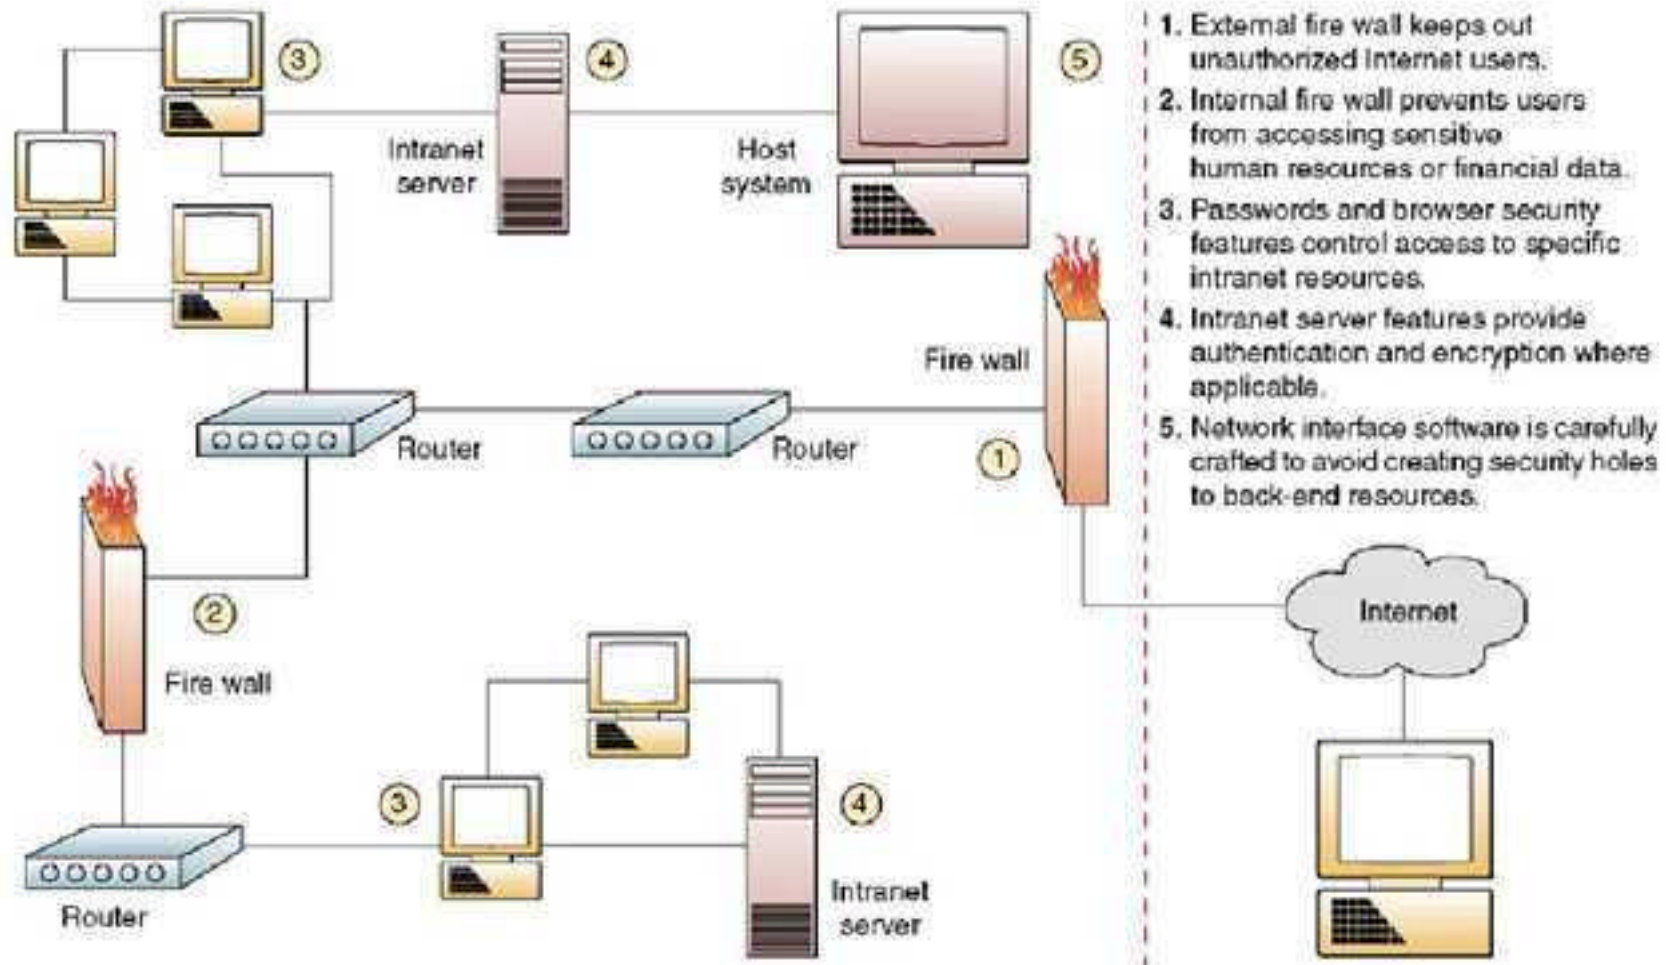 3
4
5
Intranet
server
Host
system
Fire wall
Router
Router
1
2
Fire wall
3
4
Router
Intranet
server
1. External fire wall keeps out
unauthorized Internet users.
2. Internal fire wall prevents users
from accessing sensitive
human resources or financial data.
3. Passwords and browser security
features control access to specific
intranet resources.
4. Intranet server features provide
authentication and encryption where
applicable.
5. Network interface software is carefully
crafted to avoid creating security holes
to back-end resources.
Internet